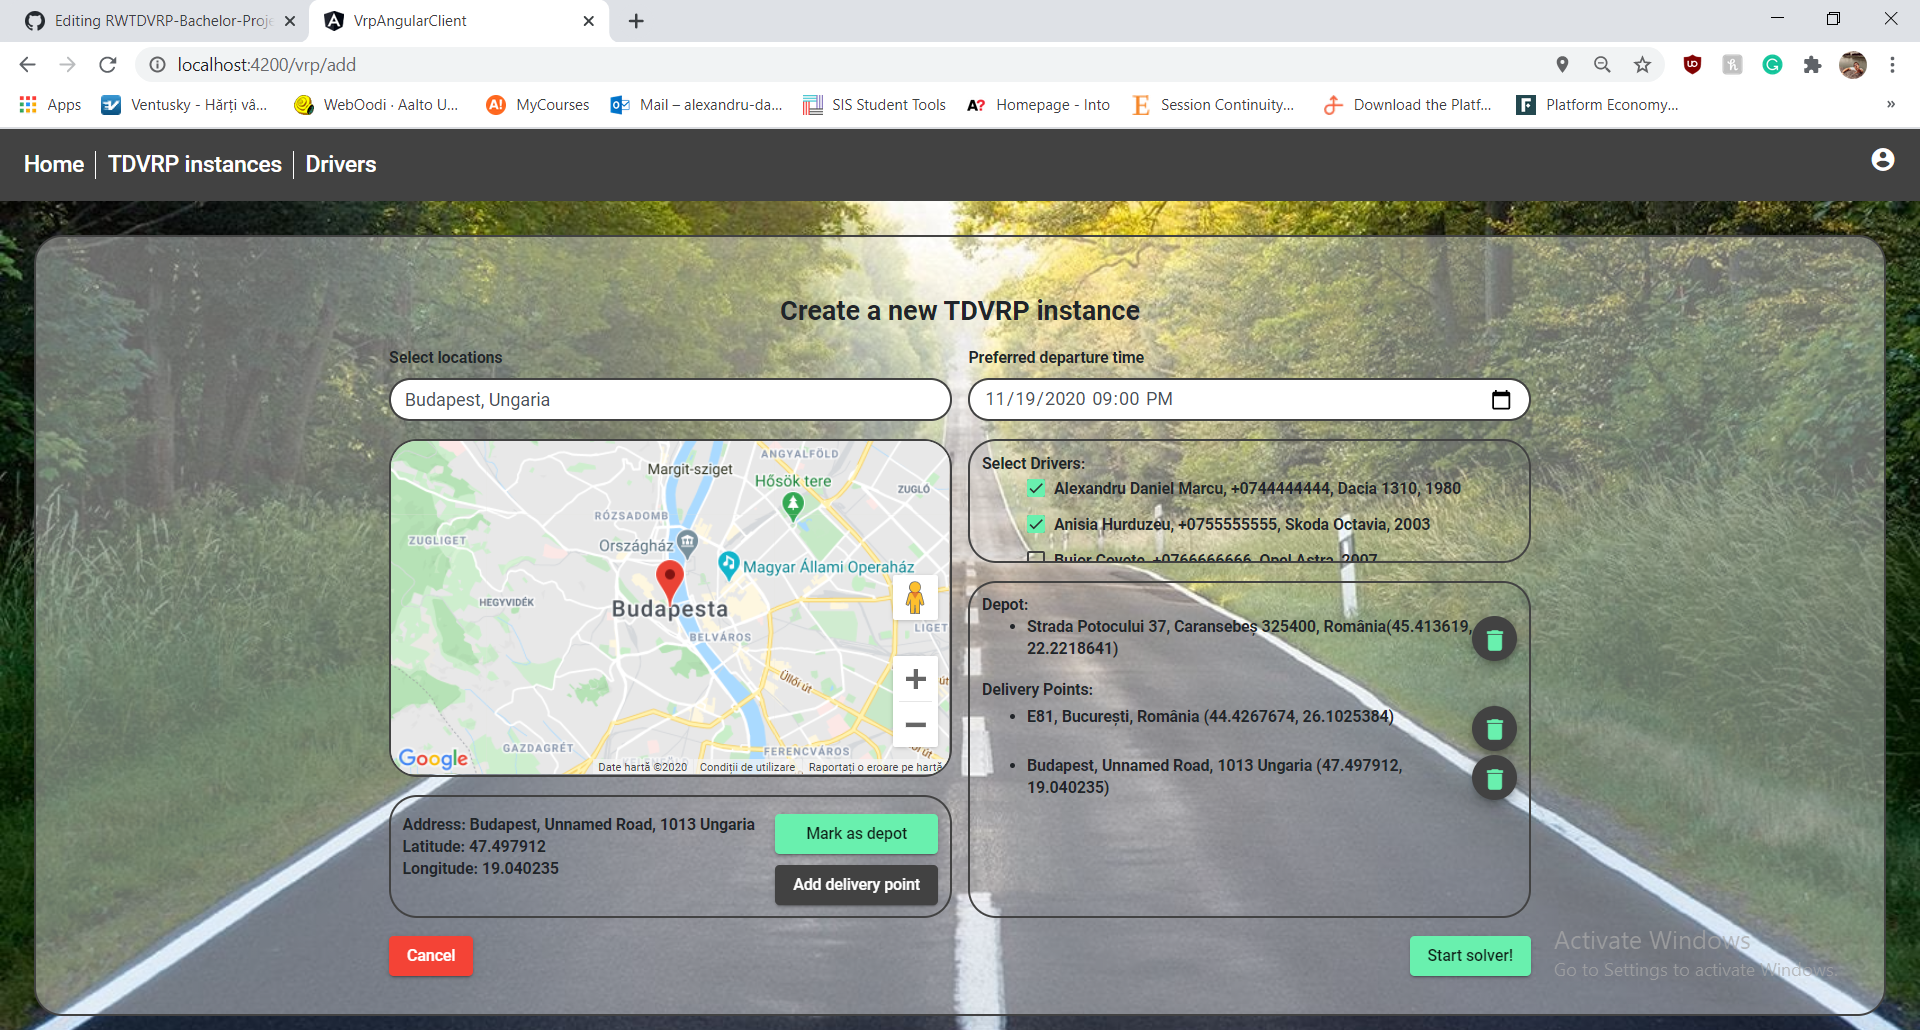 Editing RWTDVRP-Bachelor-Proje
VrpAngularClient
localhost:4200/vrp/add
Apps
Ventusky - Hărți vâ...
WebOodi · Aalto U...
MyCourses
Mail – alexandru-da...
SIS Student Tools
Homepage - Into
Session Continuity...
Download the Platf...
Platform Economy...
»
Home
TDVRP instances
Drivers
Create a new TDVRP instance
Select locations
Preferred departure time
Budapest, Ungaria
11/19/2020 09:00 PM
ANGYALFÖLD
Margit-sziget
Hősök tere
ZUGLÓ
RÓZSADOMB
ZUGLIGET
Országház
Magyar Állami Operaház
HEGYVIDÉK
Budapesta
BELVÁROS
LIGET
Üllői út
GAZDAGRÉT
FERENCVÁROS
Google
Date hartă ©2020
Condiții de utilizare
Raportați o eroare pe hartă
Select Drivers:
Alexandru Daniel Marcu, +0744444444, Dacia 1310, 1980
Anisia Hurduzeu, +0755555555, Skoda Octavia, 2003
Bujor Coyote, +0766666666, Opel Astra, 2007
Depot:
Strada Potocului 37, Caransebeș 325400, România(45.413619,
22.2218641)
Delivery Points:
E81, București, România (44.4267674, 26.1025384)
Budapest, Unnamed Road, 1013 Ungaria (47.497912,
19.040235)
Address: Budapest, Unnamed Road, 1013 Ungaria
Latitude: 47.497912
Longitude: 19.040235
Mark as depot
Add delivery point
Cancel
Start solver!
Activate Windows
Go to Settings to activate Windows.